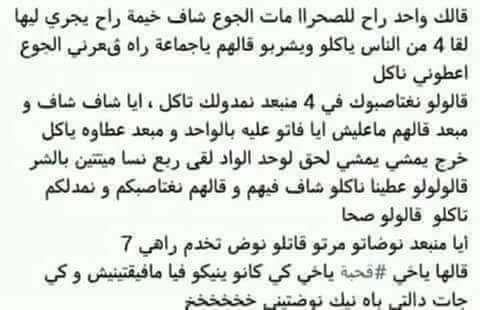 قالك واحد راح للصحراا مات الجوع شاف خيمة راح يجري ليها
لقا 4 من الناس ياكلو ويشربو قالهم ياجماعة راه ڨعرني الجوع
اعطوني ناكل
قالولو نغتاصبوك في 4 منبعد نمدولك تاكل ، ايا شاف شاف و
مبعد قالهم ماعليش ايا فاتو عليه بالواحد و مبعد عطاوه ياكل
خرج يمشي يمشي لحق لوحد الواد لقى ربع نسا ميتتين بالشر
قالولولو عطينا ناكلو شاف فيهم و قالهم نغتاصبكم و نمدلكم
تاكلو قالولو صحا
أيا منبعد نوضاتو مرتو قاتلو نوض تخدم راهي 7
قالها ياخي #قحبة ياخي كي كانو ينيكو فيا مافيقتينيش و كي
جات دالتي باه نيك نوضتيني خخخخخخ